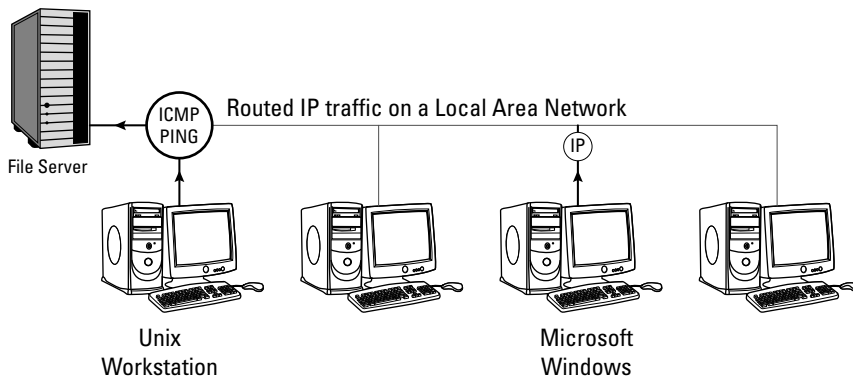 ICMP
PING
Routed IP traffic on a Local Area Network
IP
File Server
Unix
Workstation
Microsoft
Windows